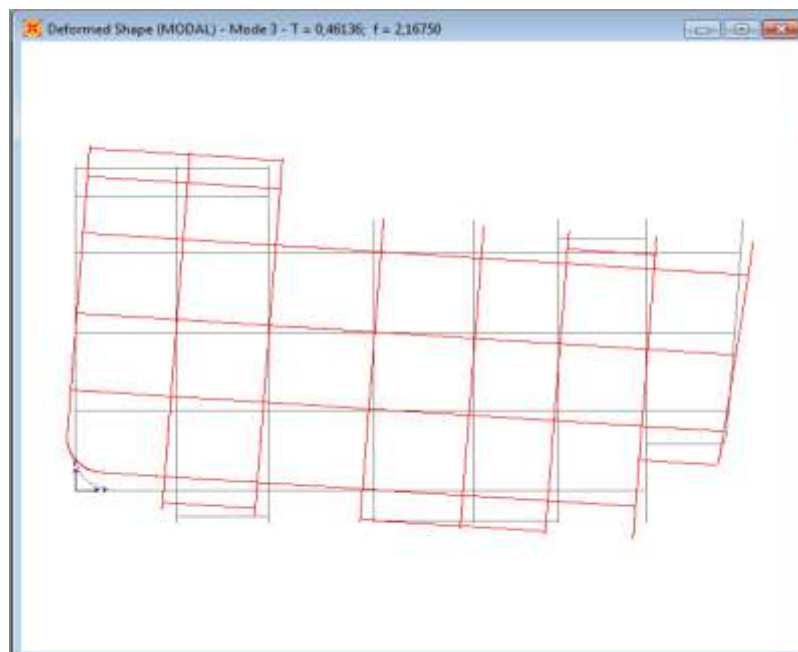 Deformed Shape (MODAL) - Mode 3 - T = 0,46136; f = 2,16750